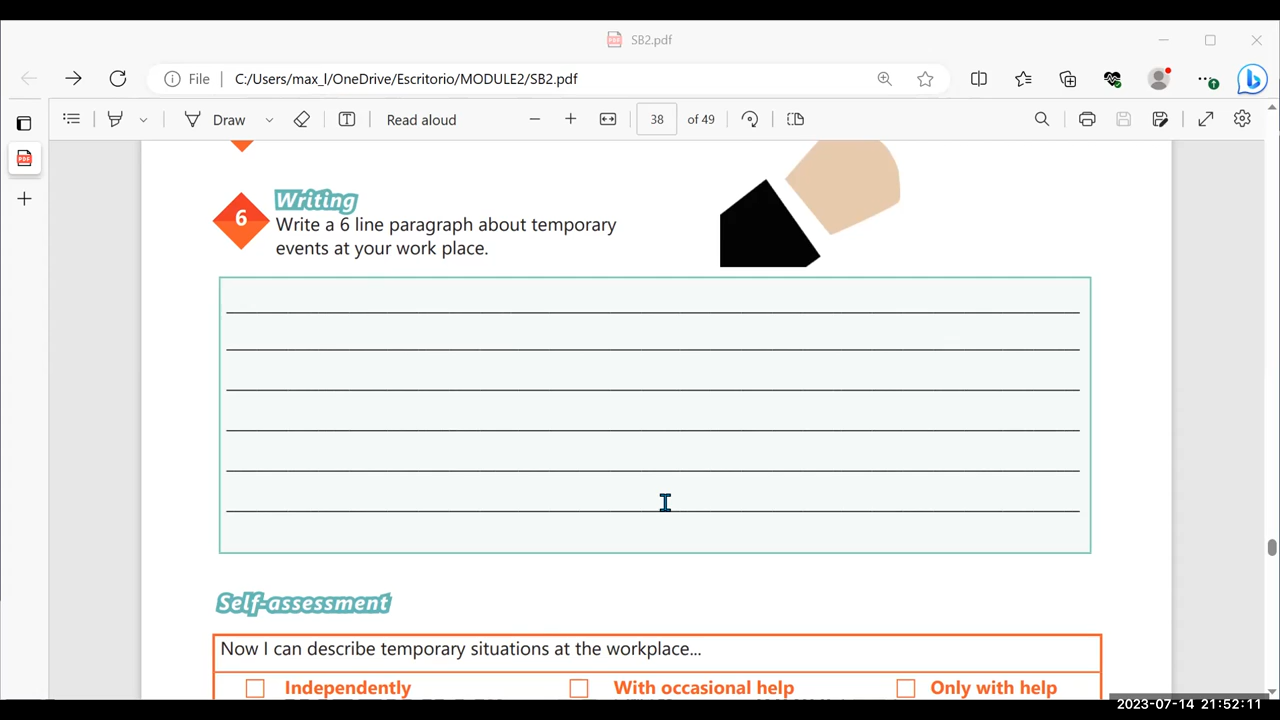 SB2.pdf
File C:/Users/max_l/OneDrive/Escritorio/MODULE2/SB2.pdf
Draw Read aloud 38 of 49
6
Writing
Write a 6 line paragraph about temporary
events at your work place.
Self-assessment
Now I can describe temporary situations at the workplace...
Independently With occasional help Only with help
2023-07-14 21:52:11